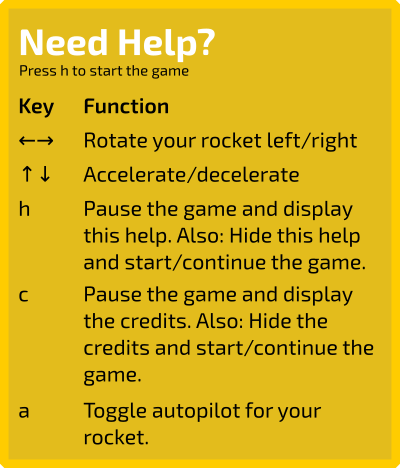 Need Help?
Press h to start the game
Key Function
←→ Rotate your rocket left/right
↑↓ Accelerate/decelerate
h Pause the game and display
this help. Also: Hide this help
and start/continue the game.
c Pause the game and display
the credits. Also: Hide the
credits and start/continue the
game.
a Toggle autopilot for your
rocket.